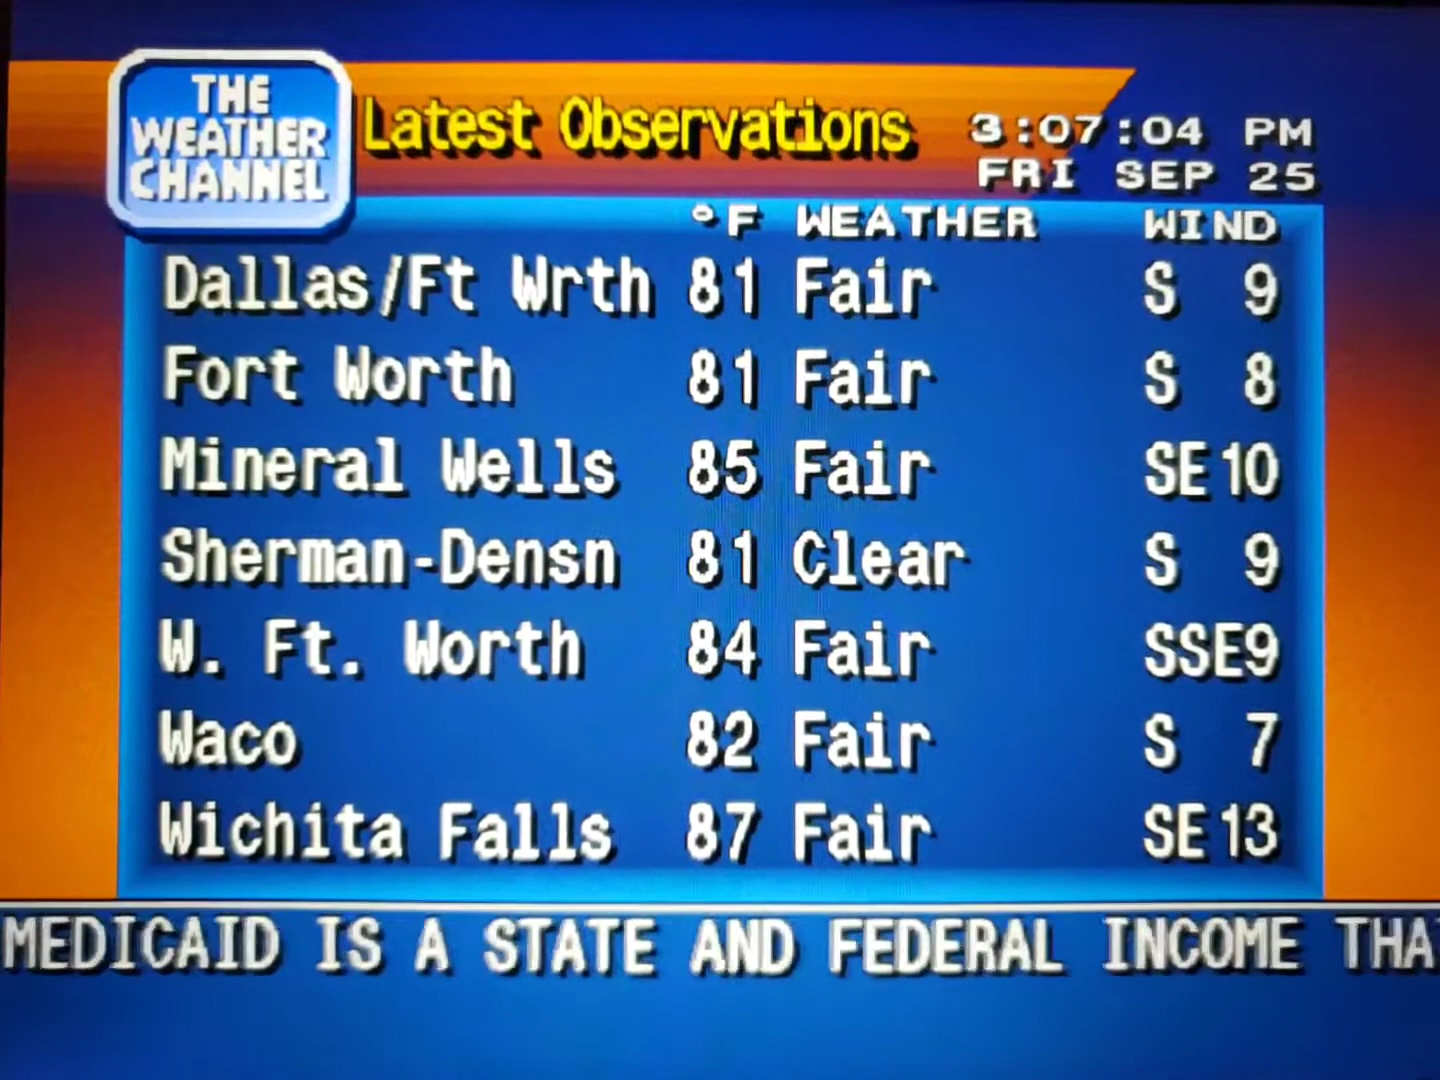 THE
WEATHER
CHANNEL
Latest Observations
3:07:04 PM
FRI SEP 25
°F WEATHER WIND
Dallas/Ft Wrth 81 Fair S 9
Fort Worth 81 Fair S 8
Mineral Wells 85 Fair SE 10
Sherman-Densn 81 Clear S 9
W. Ft. Worth 84 Fair SSE9
Waco 82 Fair S 7
Wichita Falls 87 Fair SE 13
MEDICAID IS A STATE AND FEDERAL INCOME THA